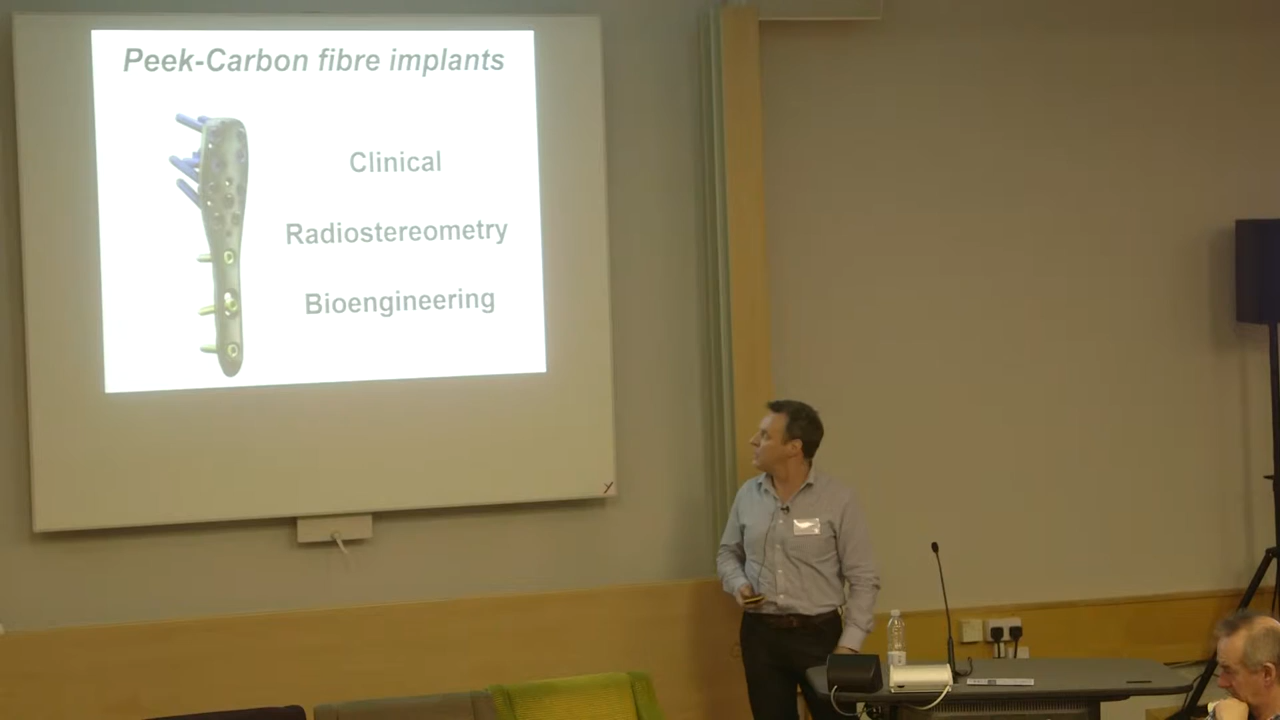 Peek-Carbon fibre implants
Clinical
Radiostereometry
Bioengineering